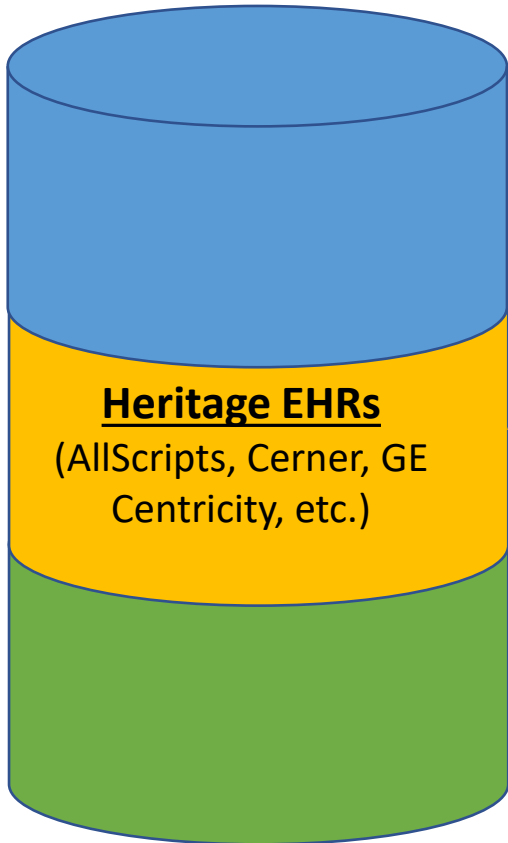 Heritage EHRs
(AllScripts, Cerner, GE
Centricity, etc.)